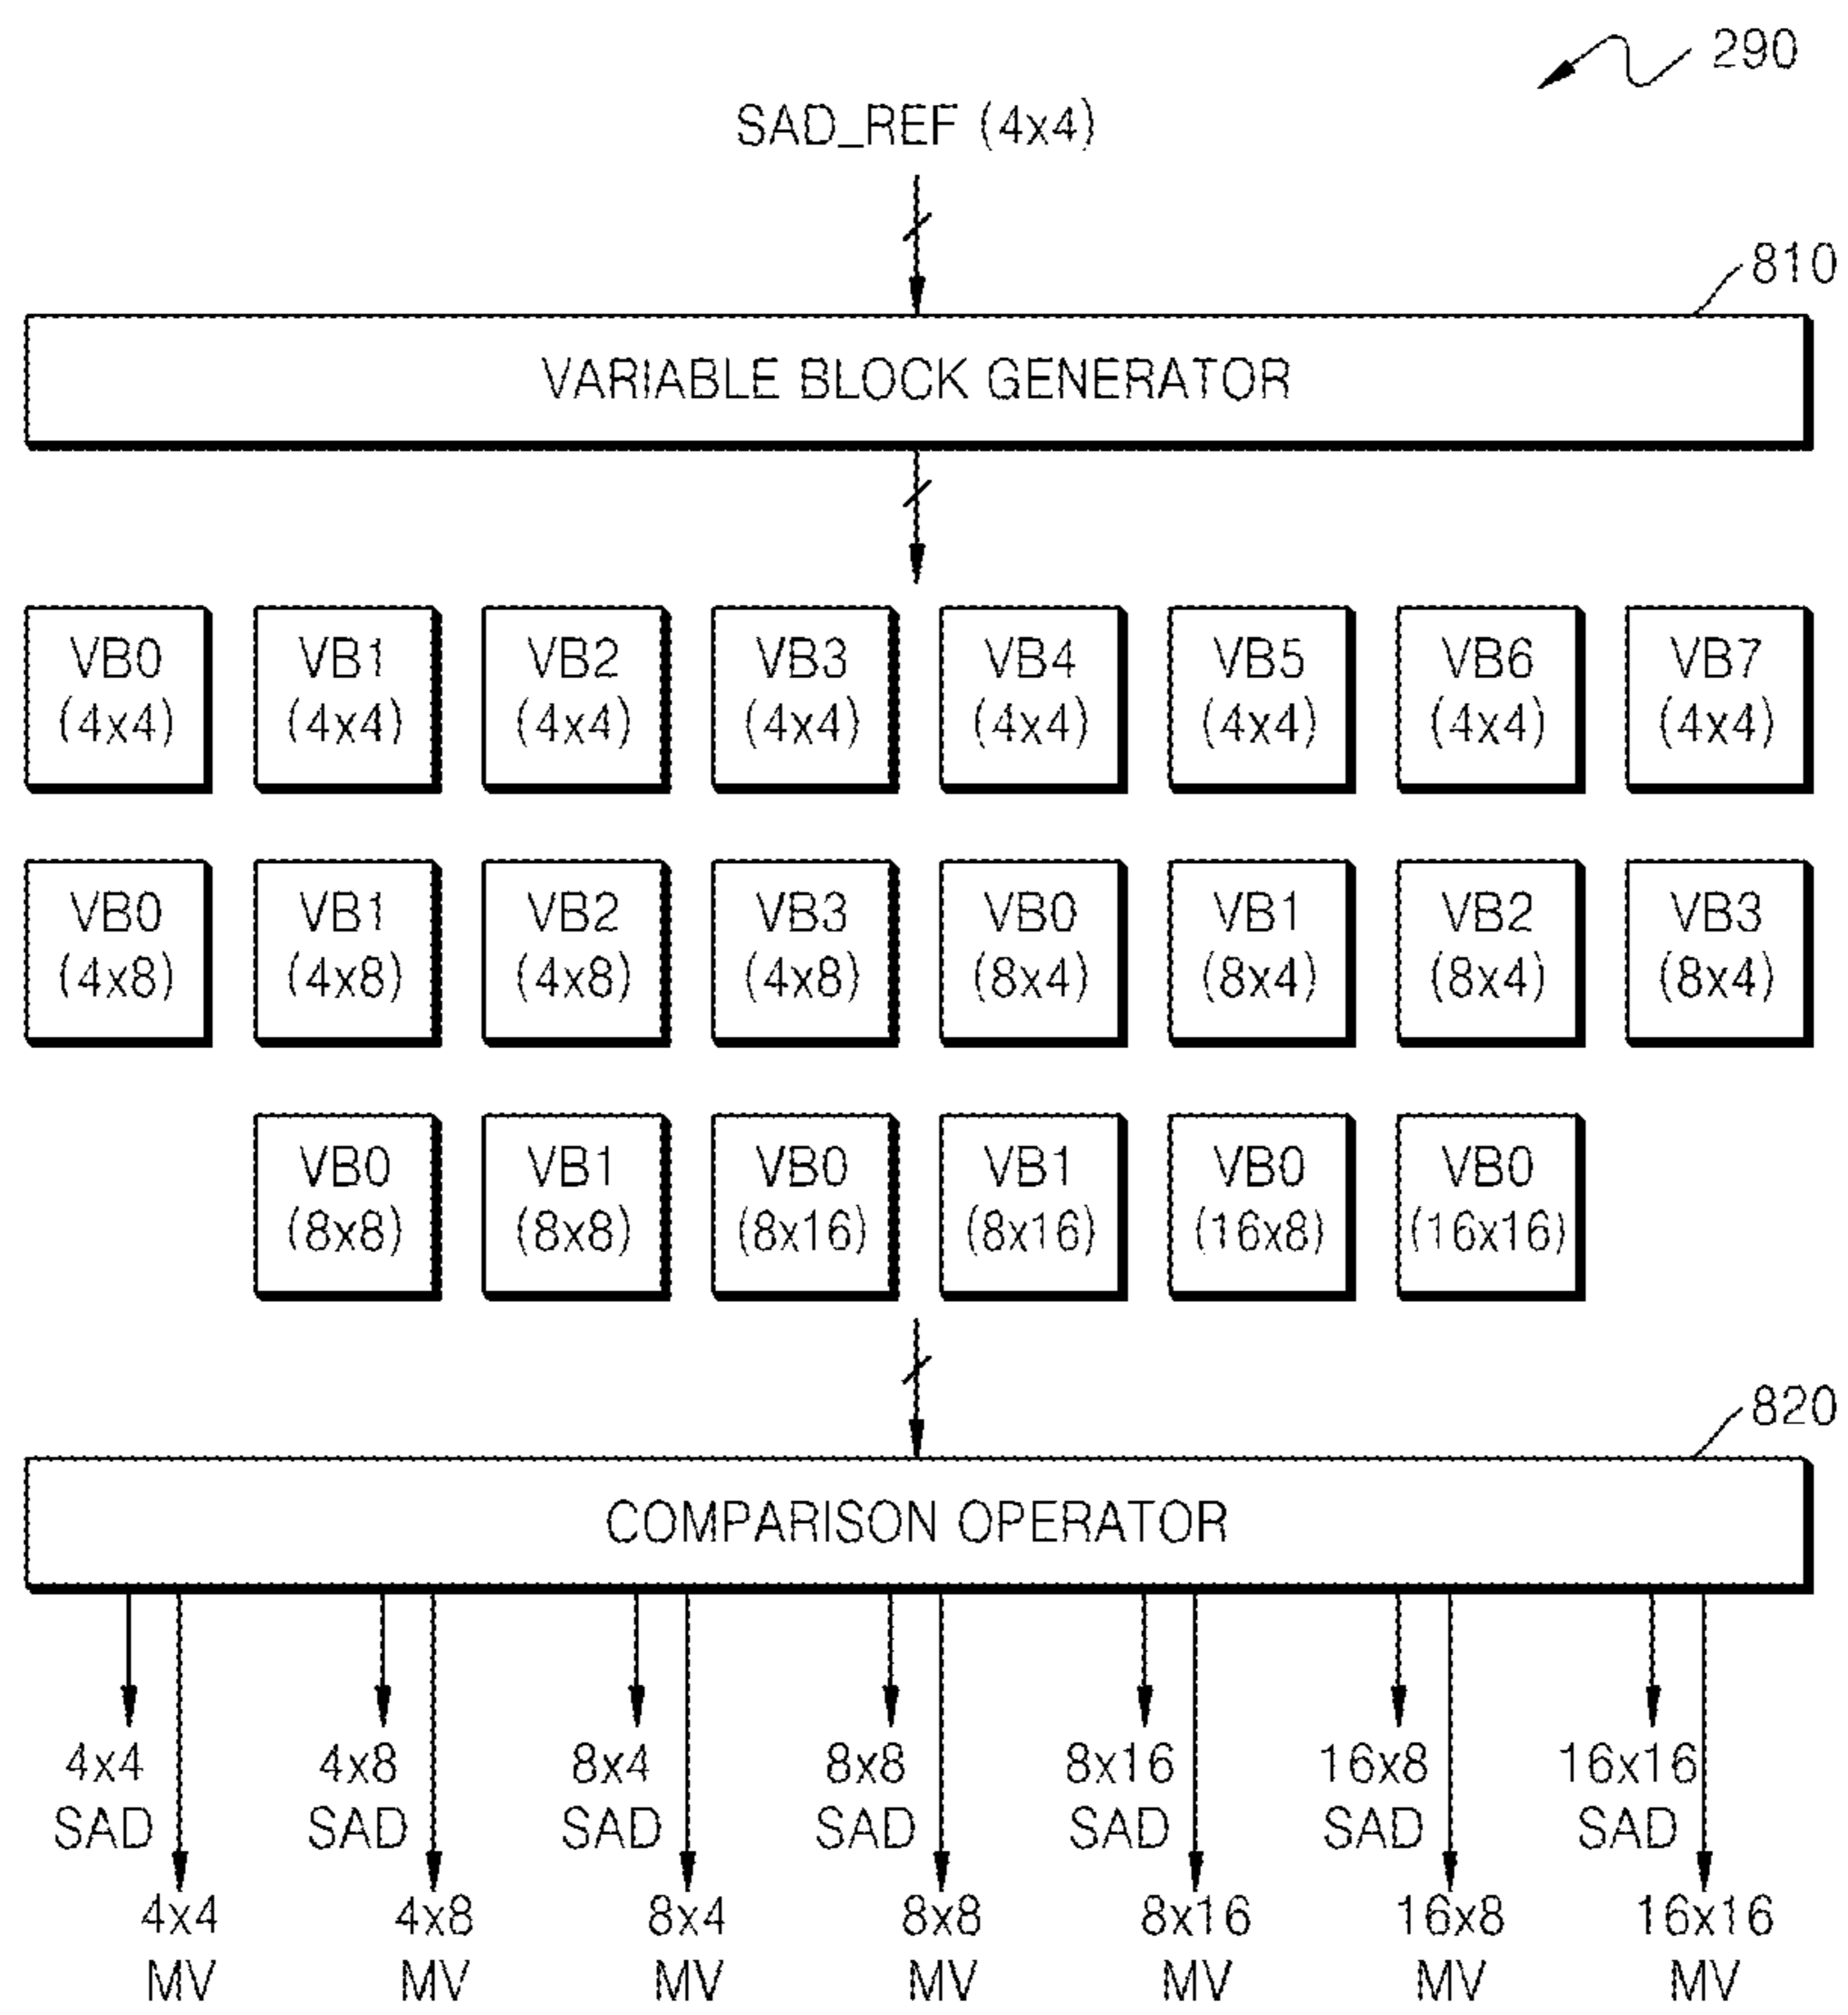 290
SAD_REF (4x4)
810
VARIABLE BLOCK GENERATOR
VB0 VB1 VB2 VB3 VB4 VB5 VB6 VB7
(4x4) (4x4) (4x4) (4x4) (4x4) (4x4) (4x4) (4x4)
VB0 VB1 VB2 VB3 VB0 VB1 VB2 VB3
(4x8) (4x8) (4x8) (4x8) (8x4) (8x4) (8x4) (8x4)
VB0 VB1 VB0 VB1 VB0 VB0
(8x8) (8x8) (8x16) (8x16) (16x8) (16x16)
820
COMPARISON OPERATOR
4x4 4x8 8x4 8x8 8x16 16x8 16x16
SAD SAD SAD SAD SAD SAD SAD
4x4 4x8 8x4 8x8 8x16 16x8 16x16
MV MV MV MV MV MV MV